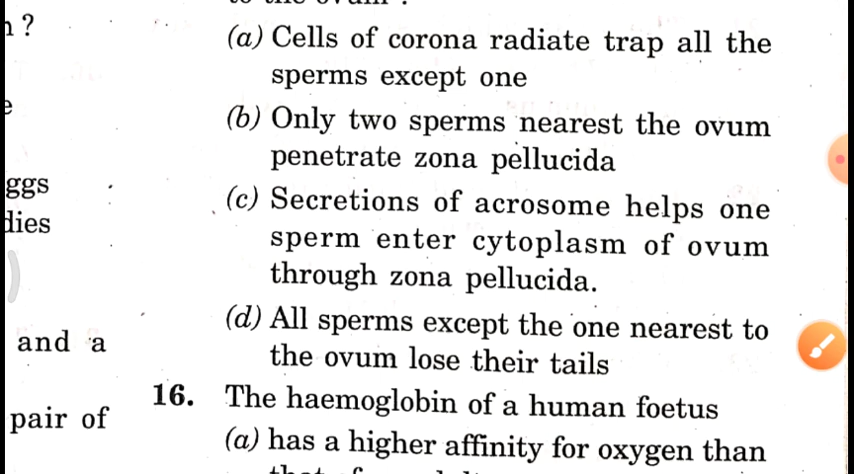 ?
(a) Cells of corona radiate trap all the
sperms except one
(b) Only two sperms nearest the ovum
penetrate zona pellucida
ggs
(c) Secretions of acrosome helps one
dies
sperm enter cytoplasm of ovum
through zona pellucida.
(d) All sperms except the one nearest to
and a
the ovum lose their tails
16. The haemoglobin of a human foetus
pair of
(a) has a higher affinity for oxygen than